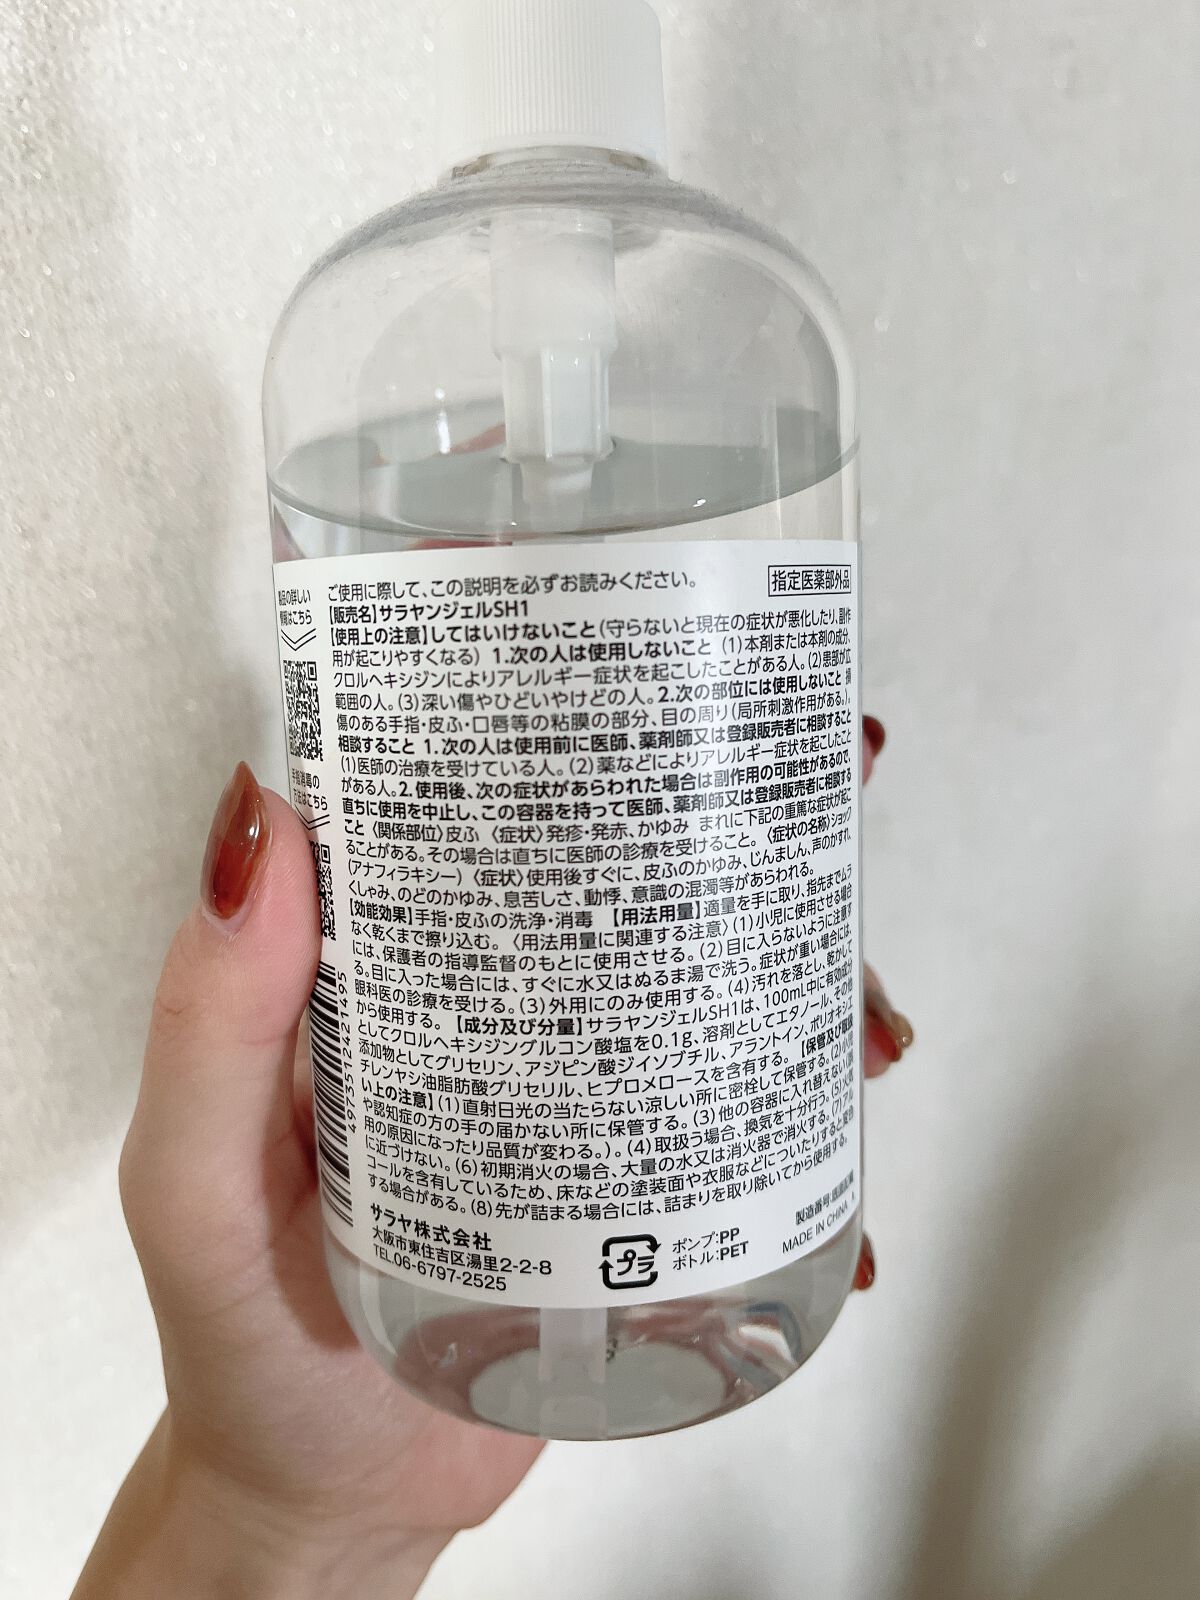 指定医薬部外品
ご使用に際して、この説明を必ずお読みください。
【販売名】サラヤンジェルSH1
【使用上の注意】してはいけないこと(守らないと現在の症状が悪化したり、副作
用が起こりやすくなる) 1.次の人は使用しないこと (1)本剤または本剤の成分、
クロルヘキシジンによりアレルギー症状を起こしたことがある人。(2)患部が広
範囲の人。(3)深い傷やひどいやけどの人。2.次の部位には使用しないこと 損
傷のある手指・皮ふ・口唇等の粘膜の部分、目の周り(局所刺激作用がある。)。
相談すること 1.次の人は使用前に医師、薬剤師又は登録販売者に相談すること
(1)医師の治療を受けている人。(2)薬などによりアレルギー症状を起こしたこと
がある人。2.使用後、次の症状があらわれた場合は副作用の可能性があるので、
直ちに使用を中止し、この容器を持って医師、薬剤師又は登録販売者に相談する
こと 〈関係部位〉皮ふ 〈症状〉発疹・発赤、かゆみ まれに下記の重篤な症状が起こ
ることがある。その場合は直ちに医師の診療を受けること。〈症状の名称〉ショック
(アナフィラキシー) 〈症状〉使用後すぐに、皮ふのかゆみ、じんましん、声のかすれ、
くしゃみ、のどのかゆみ、息苦しさ、動悸、意識の混濁等があらわれる。
【効能効果】手指・皮ふの洗浄・消毒 【用法用量】適量を手に取り、指先までムラ
なく乾くまで擦り込む。 〈用法用量に関連する注意〉(1)小児に使用させる場合
には、保護者の指導監督のもとに使用させる。(2)目に入らないように注意す
る。目に入った場合には、すぐに水又はぬるま湯で洗う。症状が重い場合には、
眼科医の診療を受ける。(3)外用にのみ使用する。(4)汚れを落とし、乾かして
から使用する。 【成分及び分量】サラヤンジェルSH1は、100mL中に有効成分
としてクロルヘキシジングルコン酸塩を0.1g、溶剤としてエタノール、その他
添加物としてグリセリン、アジピン酸ジイソブチル、アラントイン、ポリオキシエ
チレンヤシ油脂肪酸グリセリル、ヒプロメロースを含有する。 【保管及び取扱
い上の注意】(1)直射日光の当たらない涼しい所に密栓して保管する。(2)小児
や認知症の方の手の届かない所に保管する。(3)他の容器に入れ替えない(誤
用の原因になったり品質が変わる。)。(4)取扱う場合、換気を十分行う。(5)火気
に近づけない。(6)初期消火の場合、大量の水又は消火器で消火する。(7)アル
コールを含有しているため、床などの塗装面や衣服などについたりすると変色
する場合がある。(8)先が詰まる場合には、詰まりを取り除いてから使用する。
サラヤ株式会社
大阪市東住吉区湯里2-2-8
TEL.06-6797-2525
プラ
ポンプ:PP
ボトル:PET
製造番号:
MADE IN CHINA
の詳しい
情報はこちら
手指消毒の
方法はこちら
4973512421495